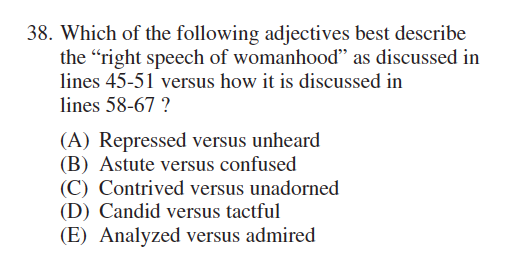 38. Which of the following adjectives best describe
the “right speech of womanhood” as discussed in
lines 45-51 versus how it is discussed in
lines 58-67 ?
(A) Repressed versus unheard
(B) Astute versus confused
(C) Contrived versus unadorned
(D) Candid versus tactful
(E) Analyzed versus admired